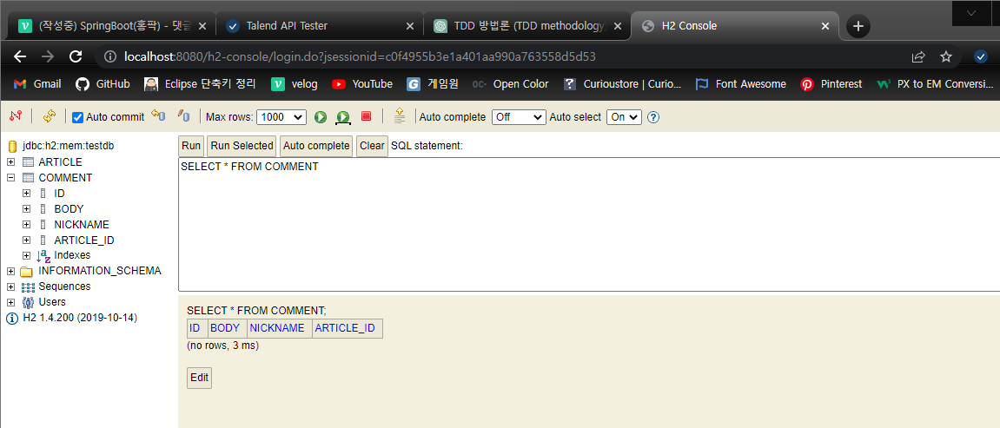 (작성중) SpringBoot(홍팍) - 댓글
Talend API Tester
TDD 방법론 (TDD methodology)
H2 Console
localhost:8080/h2-console/login.do?jsessionid=c0f4955b3e1a401aa990a763558d5d53
Gmail GitHub Eclipse 단축키 정리 velog YouTube 게임원 OC- Open Color Curioustore | Curio... Font Awesome Pinterest PX to EM Conversi...
Auto commit Max rows: 1000 Auto complete Off Auto select On
jdbc:h2:mem:testdb
ARTICLE
COMMENT
ID
BODY
NICKNAME
ARTICLE_ID
Indexes
INFORMATION_SCHEMA
Sequences
Users
H2 1.4.200 (2019-10-14)
Run Run Selected Auto complete Clear SQL statement:
SELECT * FROM COMMENT
SELECT * FROM COMMENT;
ID BODY NICKNAME ARTICLE_ID
(no rows, 3 ms)
Edit